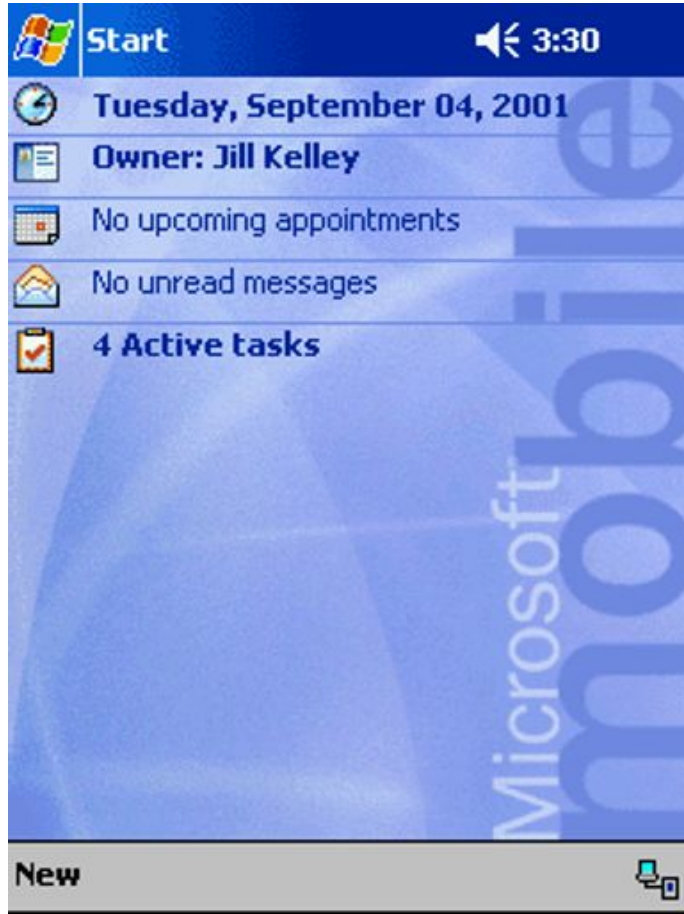 Start 3:30
Tuesday, September 04, 2001
Owner: Jill Kelley
No upcoming appointments
No unread messages
4 Active tasks
Microsoft
mobile
New